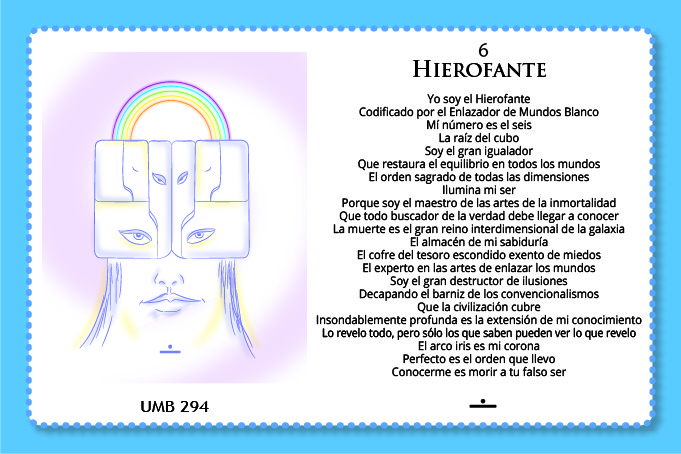 6
HIEROFANTE
Yo soy el Hierofante
Codificado por el Enlazador de Mundos Blanco
Mí número es el seis
La raíz del cubo
Soy el gran igualador
Que restaura el equilibrio en todos los mundos
El orden sagrado de todas las dimensiones
Ilumina mi ser
Porque soy el maestro de las artes de la inmortalidad
Que todo buscador de la verdad debe llegar a conocer
La muerte es el gran reino interdimensional de la galaxia
El almacén de mi sabiduría
El cofre del tesoro escondido exento de miedos
El experto en las artes de enlazar los mundos
Soy el gran destructor de ilusiones
Decapando el barniz de los convencionalismos
Que la civilización cubre
Insondablemente profunda es la extensión de mi conocimiento
Lo revelo todo, pero sólo los que saben pueden ver lo que revelo
El arco iris es mi corona
Perfecto es el orden que llevo
Conocerme es morir a tu falso ser
UMB 294